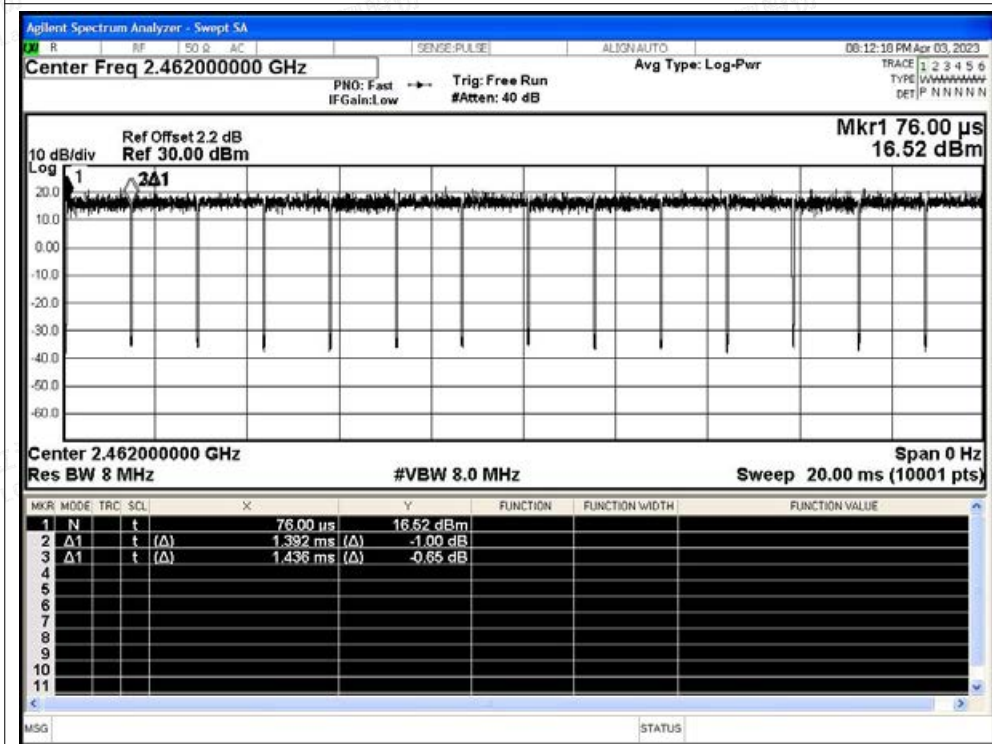 Agilent Spectrum Analyzer - Swept SA
R RF 50 Ω AC SENSE:PULSE ALIGN AUTO 08:12:18 PM Apr 03, 2023
Center Freq 2.462000000 GHz Avg Type: Log-Pwr TRACE 1 2 3 4 5 6
PNO: Fast Trig: Free Run TYPE
IFGain:Low #Atten: 40 dB DET P N N N N N
Mkr1 76.00 µs
Ref Offset 2.2 dB
10 dB/div Ref 30.00 dBm 16.52 dBm
Log
1 3Δ1
20.0
10.0
0.00
-10.0
-20.0
-30.0
-40.0
-50.0
-60.0
Center 2.462000000 GHz Span 0 Hz
Res BW 8 MHz #VBW 8.0 MHz Sweep 20.00 ms (10001 pts)
MKR MODE TRC SCL X Y FUNCTION FUNCTION WIDTH FUNCTION VALUE
1 N t 76.00 µs 16.52 dBm
2 Δ1 t (Δ) 1.392 ms (Δ) -1.00 dB
3 Δ1 t (Δ) 1.436 ms (Δ) -0.65 dB
4
5
6
7
8
9
10
11
MSG STATUS